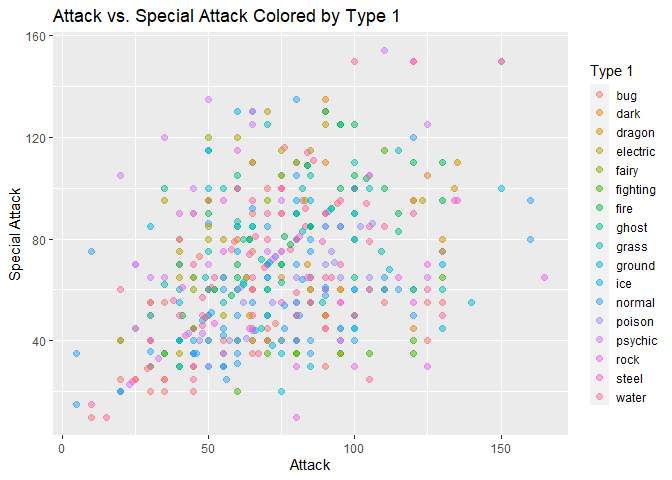 Attack vs. Special Attack Colored by Type 1
160
120
80
40
0
50
100
150
Attack
Special Attack
Type 1
bug
dark
dragon
electric
fairy
fighting
fire
ghost
grass
ground
ice
normal
poison
psychic
rock
steel
water